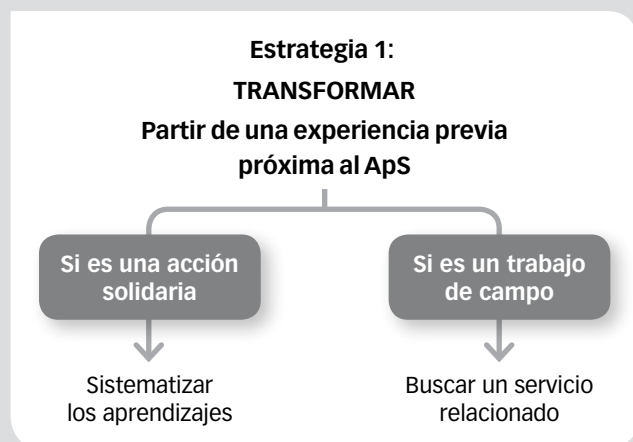 Estrategia 1:
TRANSFORMAR
Partir de una experiencia previa
próxima al ApS
Si es una acción
solidaria
Si es un trabajo
de campo
Sistematizar
los aprendizajes
Buscar un servicio
relacionado